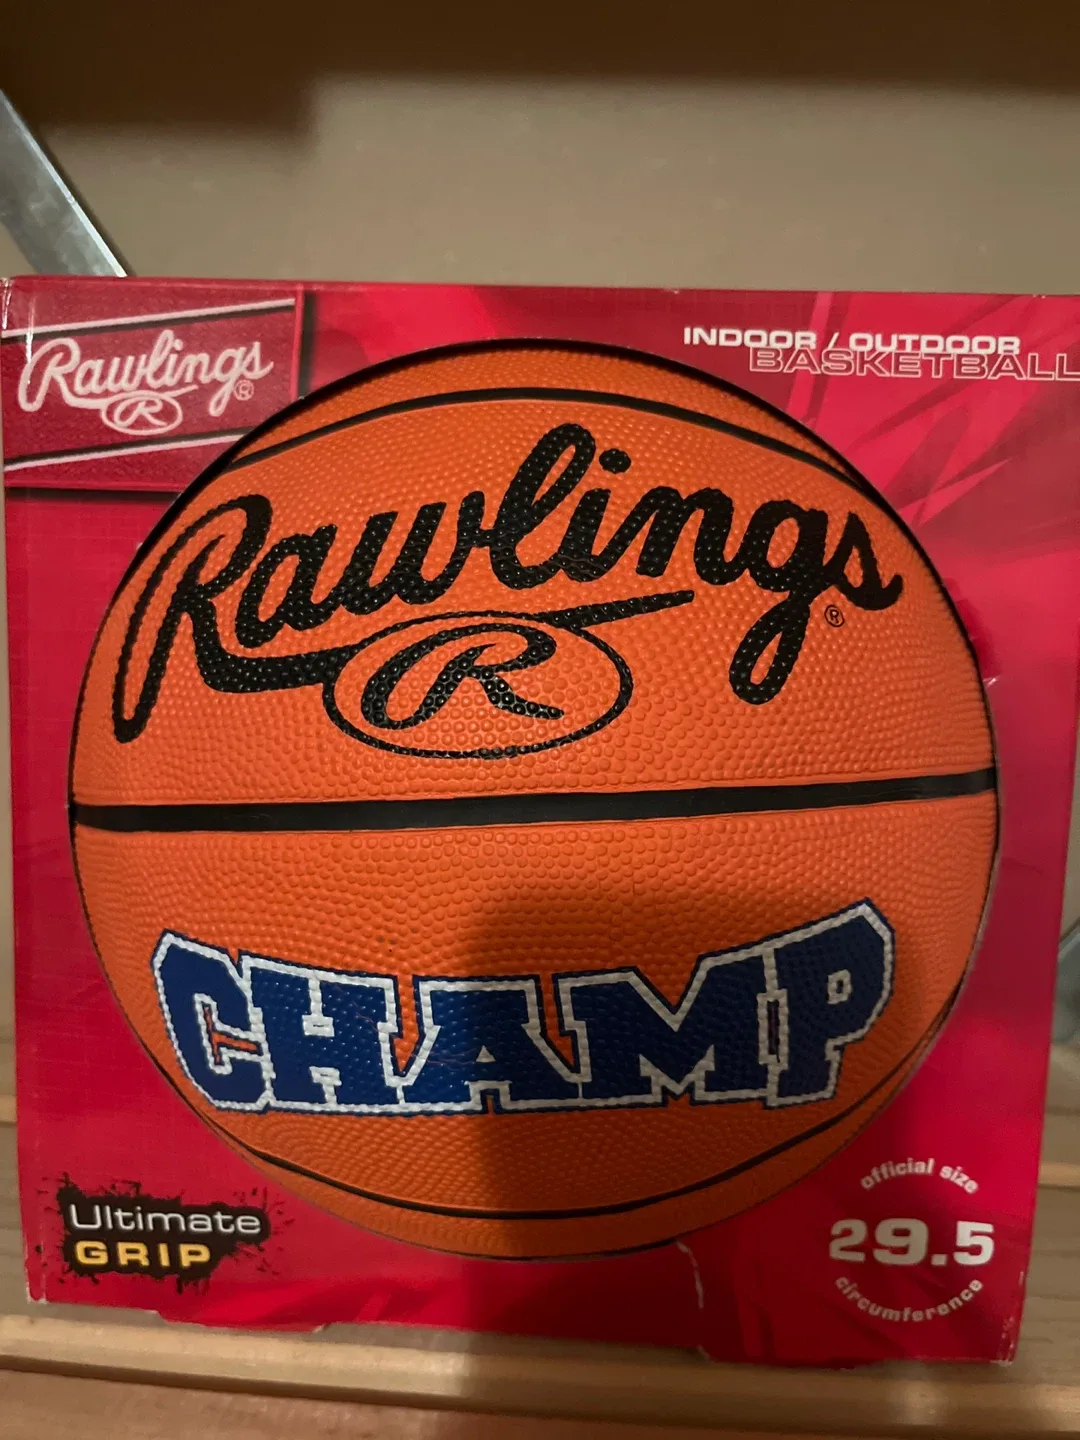 Rawlings®
R
INDOOR / OUTDOOR
BASKETBALL
Rawlings®
R
CHAMP
Ultimate
GRIP
official size
29.5
circumference